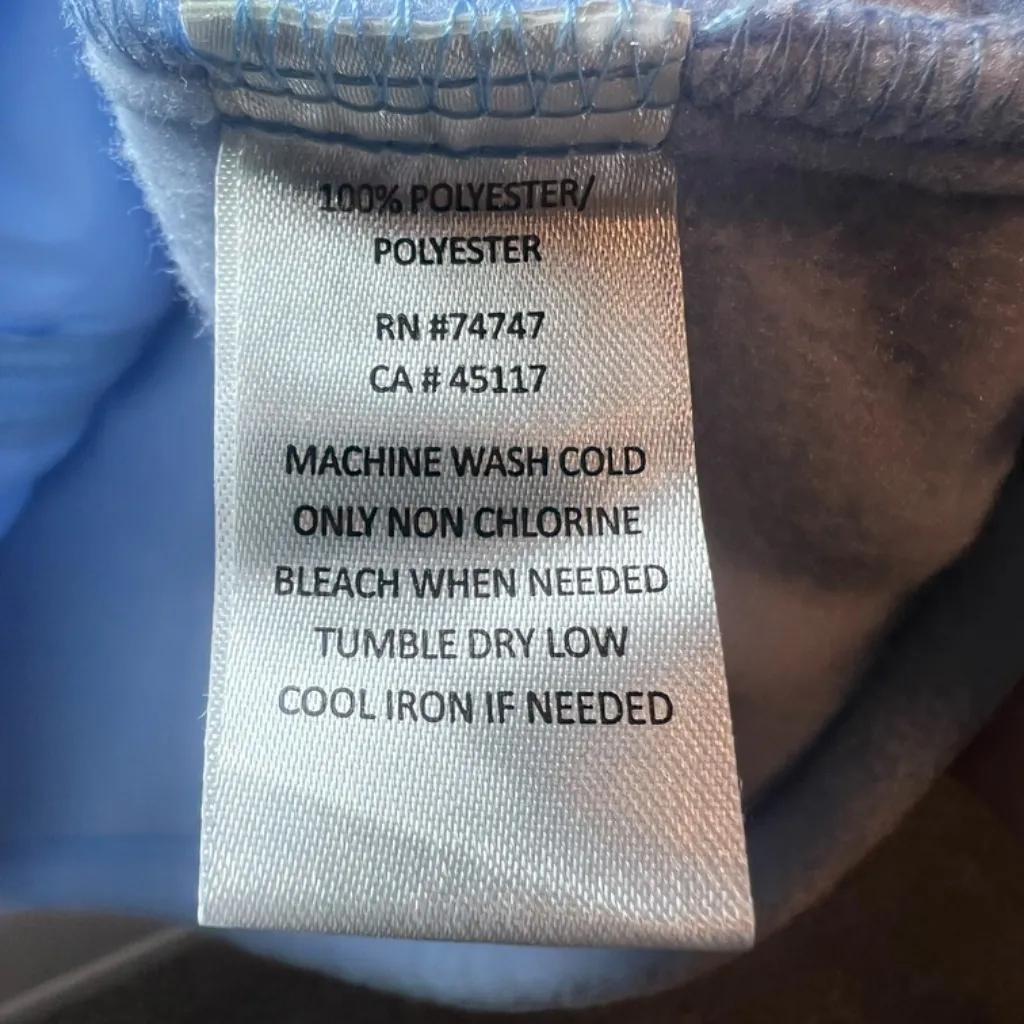 100% POLYESTER/
POLYESTER
RN #74747
CA # 45117
MACHINE WASH COLD
ONLY NON CHLORINE
BLEACH WHEN NEEDED
TUMBLE DRY LOW
COOL IRON IF NEEDED